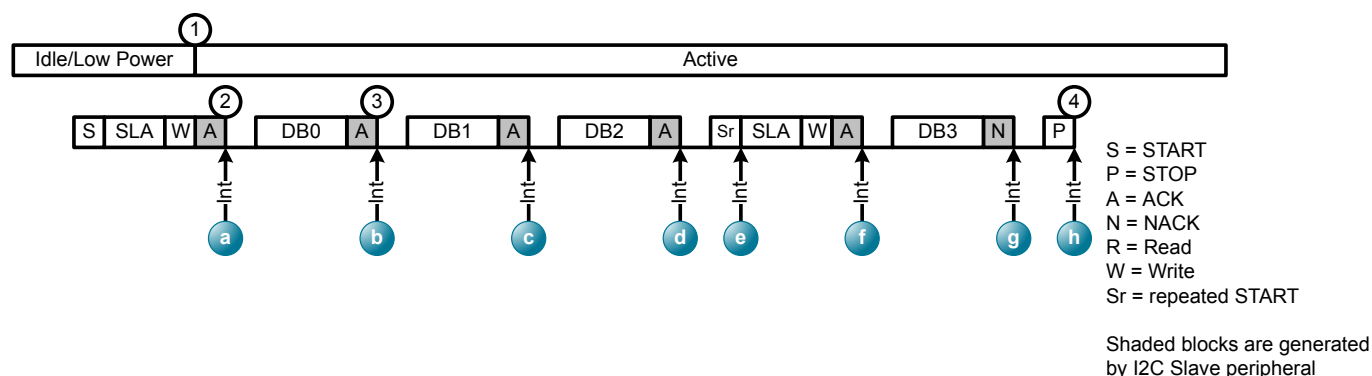 1
Idle/Low Power Active
2 3 4
S SLA W A DB0 A DB1 A DB2 A Sr SLA W A DB3 N P
Int Int Int Int Int Int Int Int
a b c d e f g h
S = START
P = STOP
A = ACK
N = NACK
R = Read
W = Write
Sr = repeated START
Shaded blocks are generated
by I2C Slave peripheral